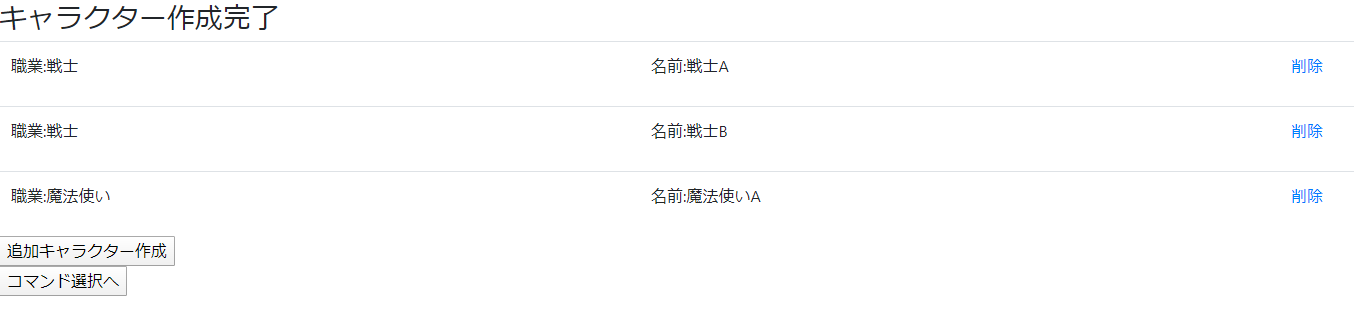 キャラクター作成完了
職業:戦士 名前:戦士A 削除
職業:戦士 名前:戦士B 削除
職業:魔法使い 名前:魔法使いA 削除
追加キャラクター作成
コマンド選択へ